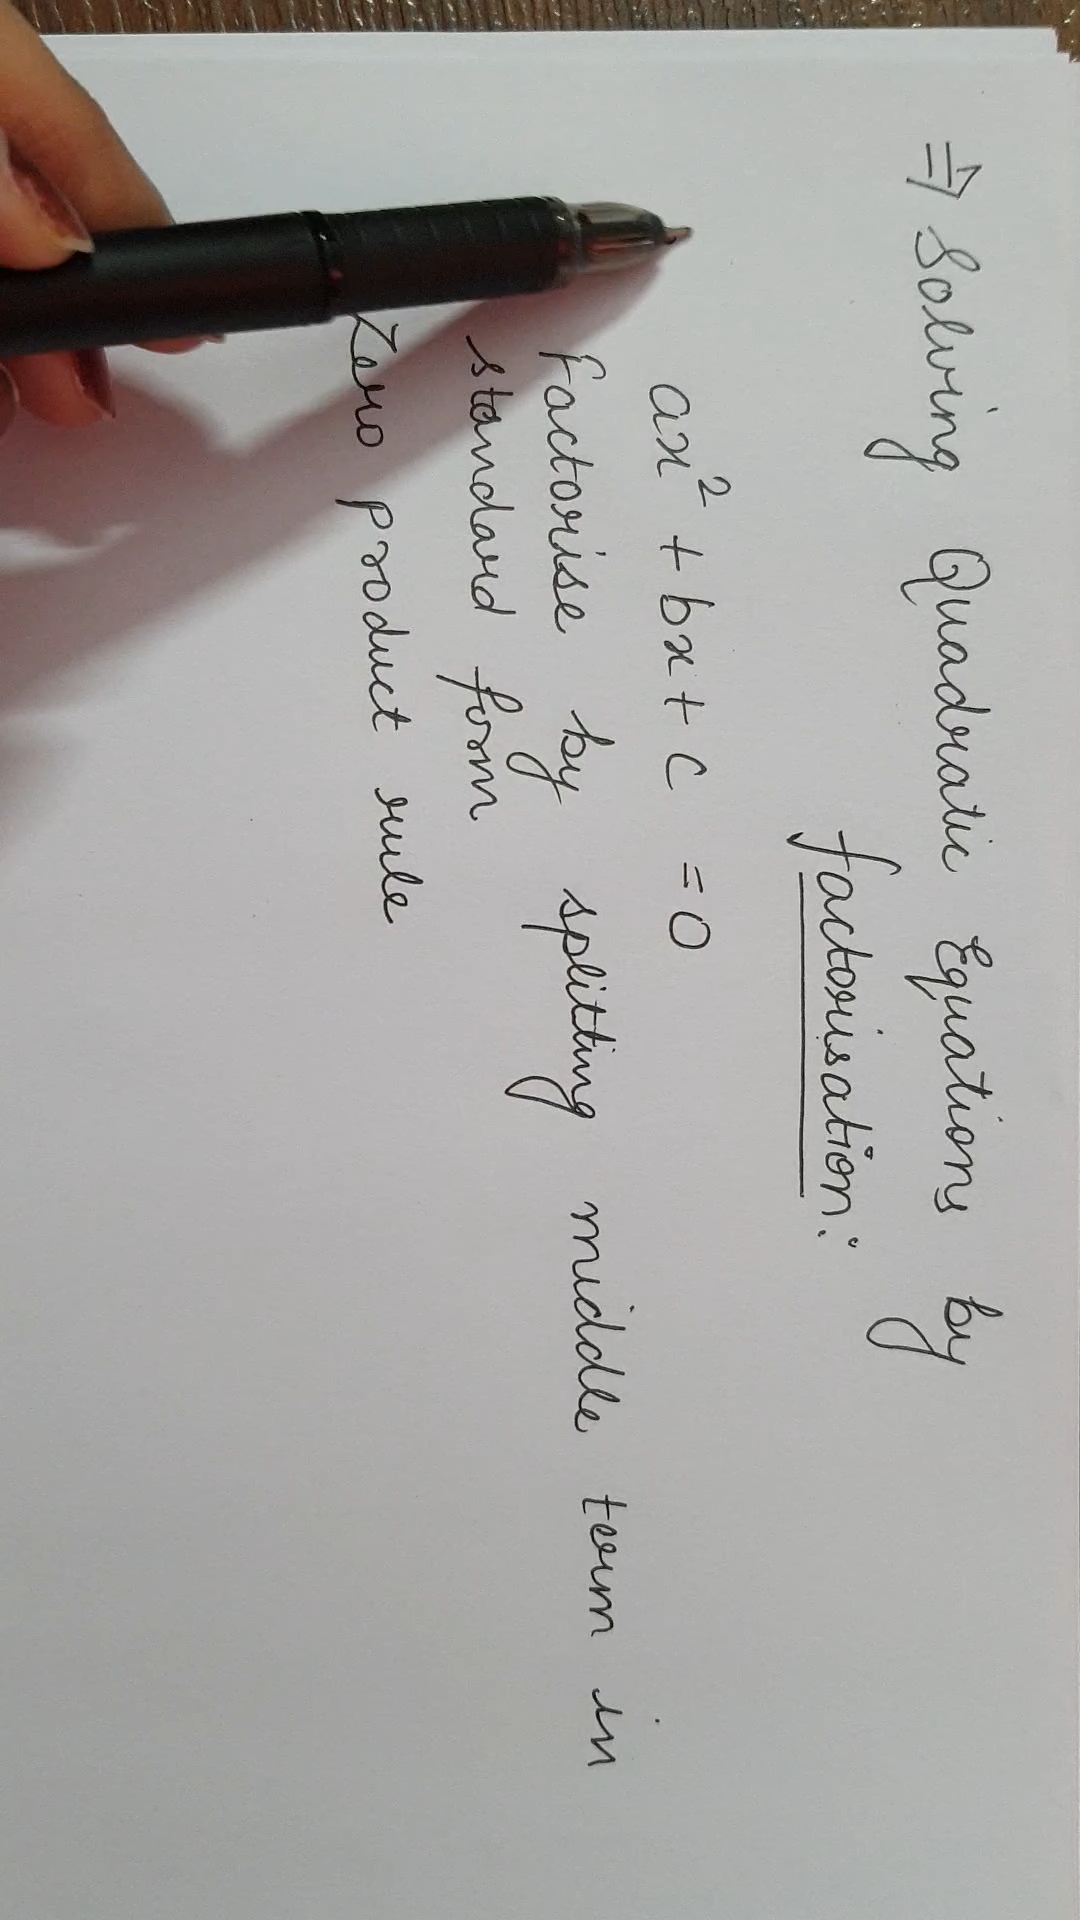 ⇒ Solving Quadratic Equations by
factorisation:
ax² + bx + c = 0
Factorise by splitting middle term in
standard form
Zero product rule